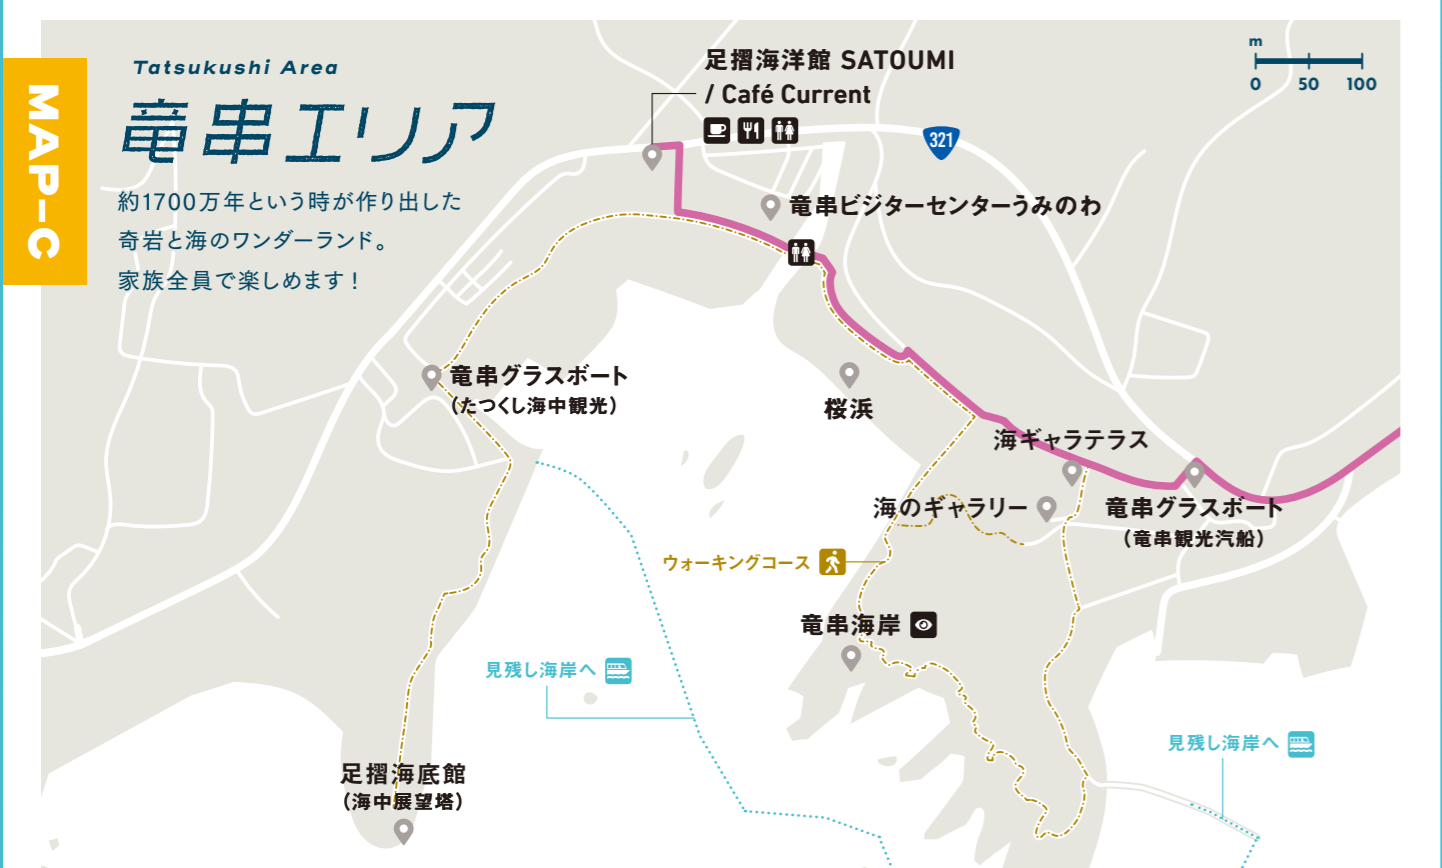 MAP-C
Tatsukushi Area
竜串エリア
約1700万年という時が作り出した
奇岩と海のワンダーランド。
家族全員で楽しめます！
足摺海洋館 SATOUMI
/ Café Current
m
0 50 100
321
竜串ビジターセンターうみのわ
竜串グラスボート
（たつくし海中観光）
桜浜
海ギャラテラス
海のギャラリー
竜串グラスボート
（竜串観光汽船）
ウォーキングコース
竜串海岸
見残し海岸へ
見残し海岸へ
足摺海底館
（海中展望塔）